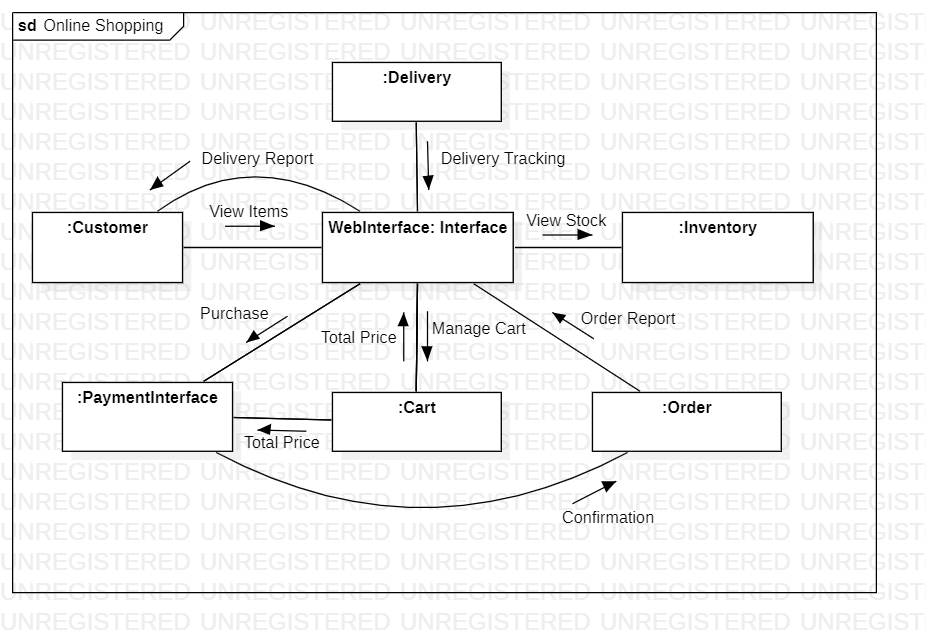 sd Online Shopping
:Delivery
Delivery Report
Delivery Tracking
View Items
View Stock
:Customer
WebInterface: Interface
:Inventory
Purchase
Total Price
Manage Cart
Order Report
:PaymentInterface
:Cart
:Order
Total Price
Confirmation
UNREGISTERED